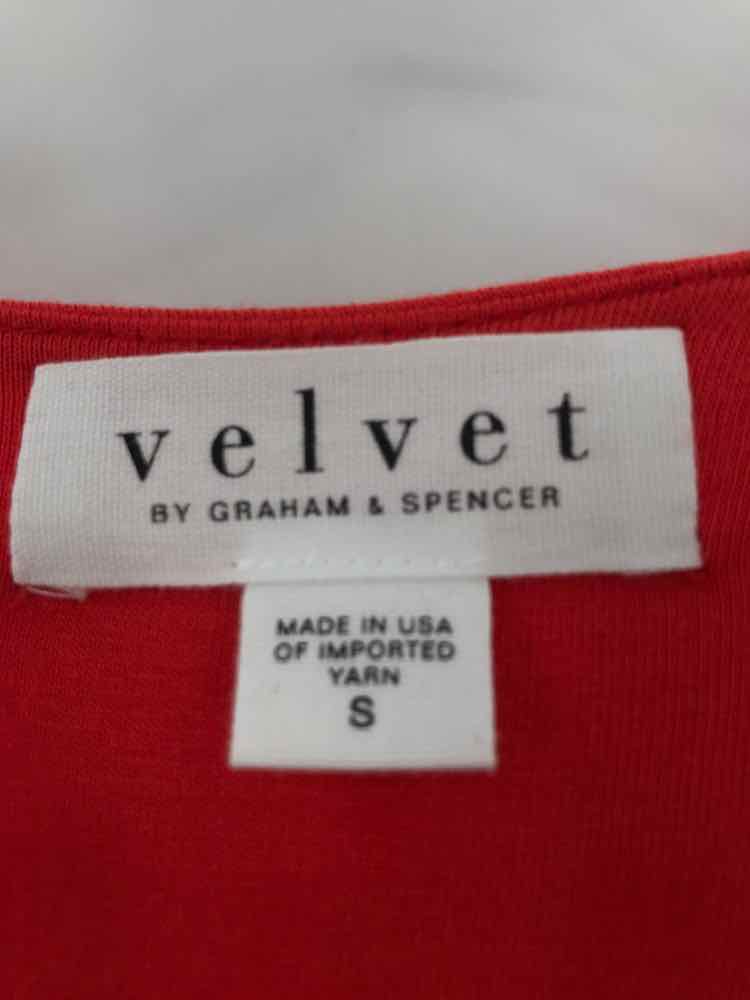 velvet
BY GRAHAM & SPENCER
MADE IN USA
OF IMPORTED
YARN
S